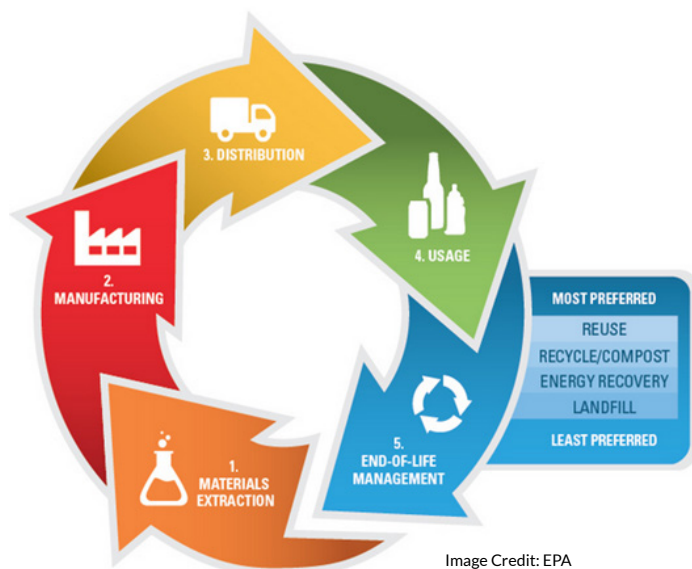 3. DISTRIBUTION
4. USAGE
2.
MANUFACTURING
MOST PREFERRED
REUSE
RECYCLE/COMPOST
ENERGY RECOVERY
LANDFILL
LEAST PREFERRED
5.
END-OF-LIFE
MANAGEMENT
1.
MATERIALS
EXTRACTION
Image Credit: EPA